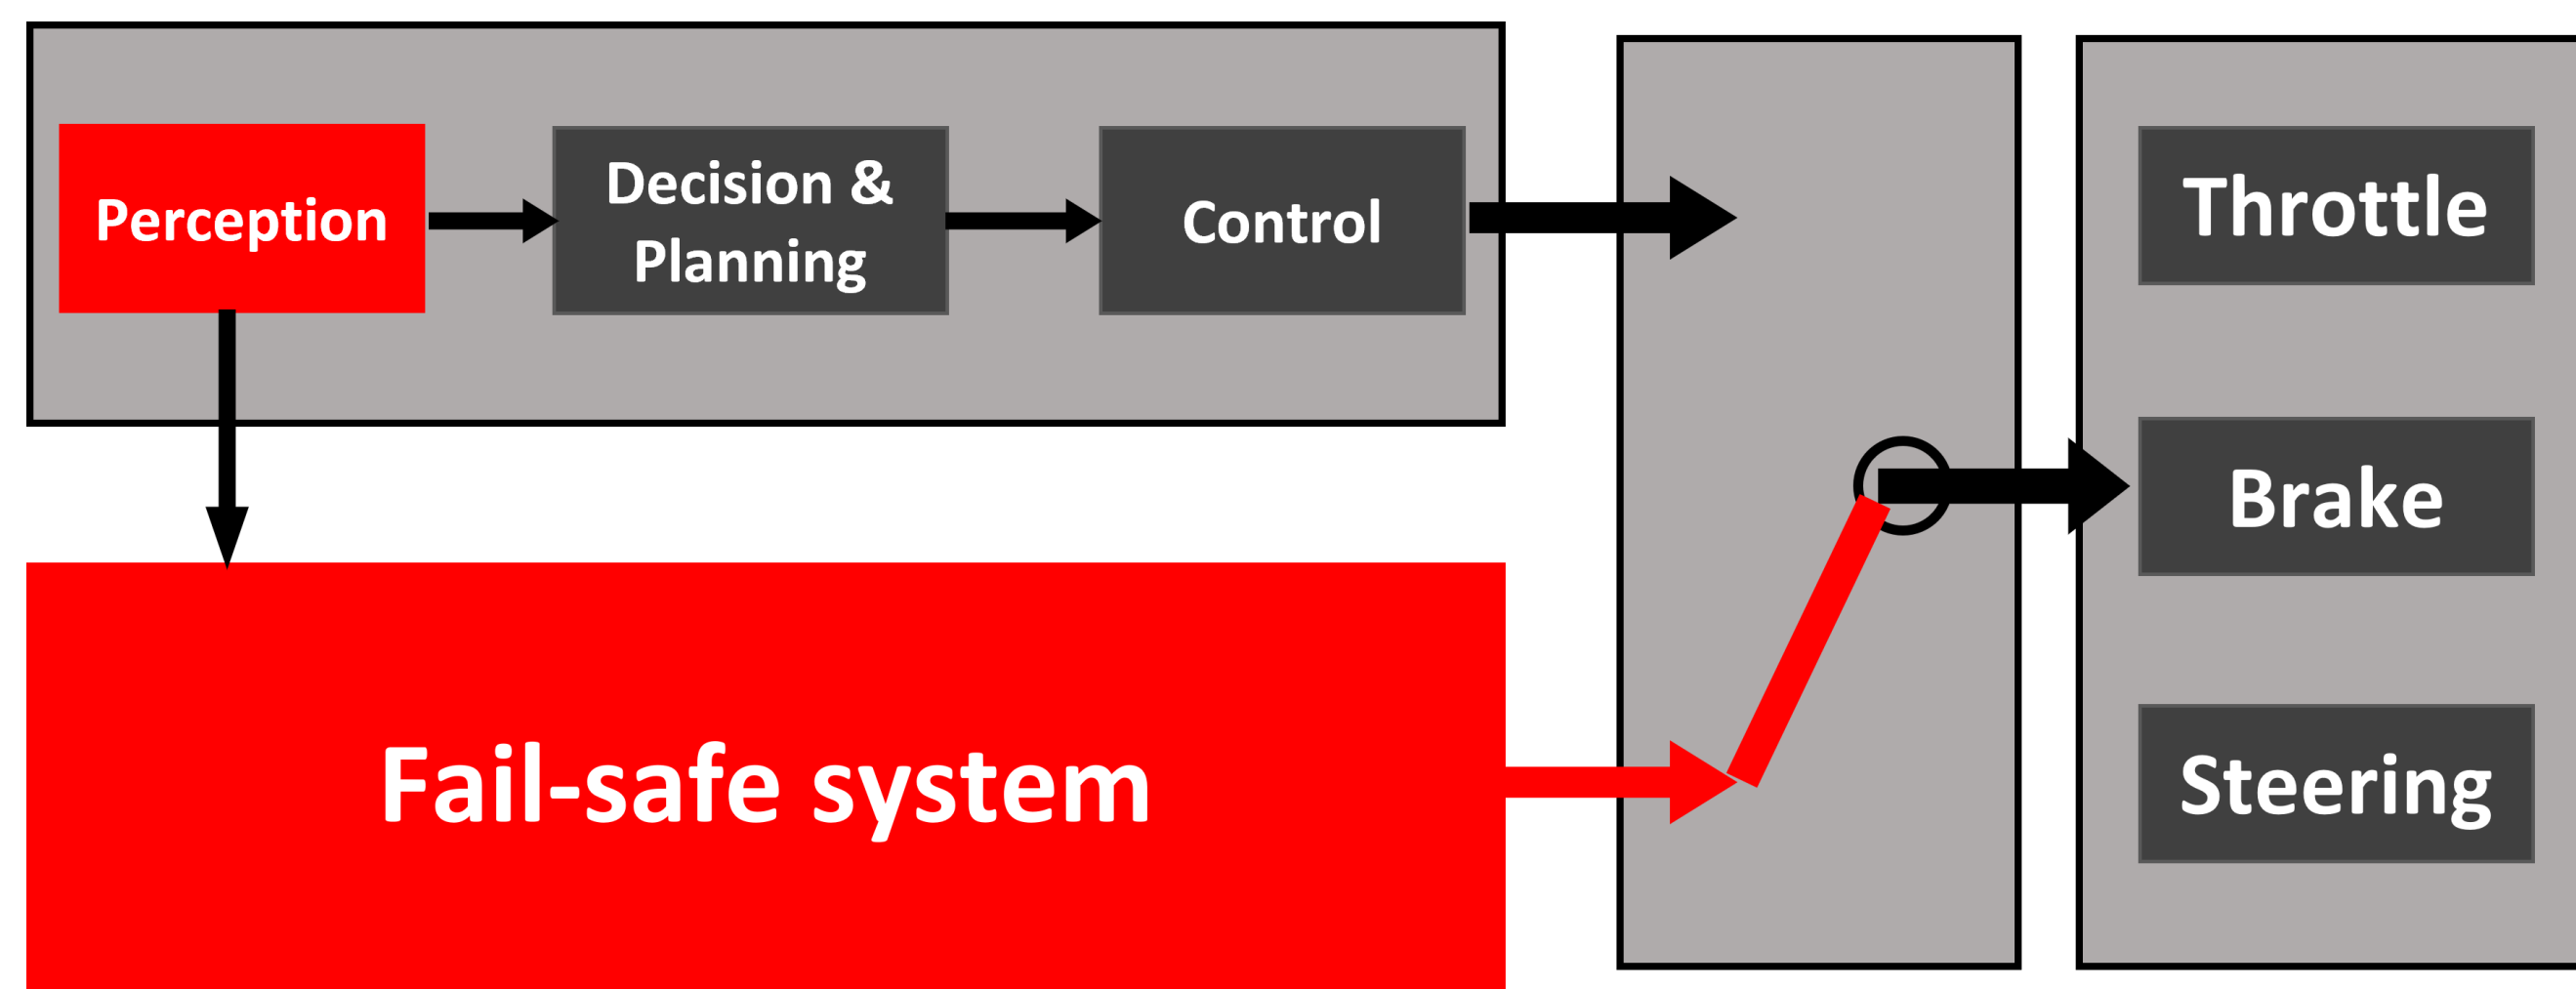 Perception
Decision &
Planning
Control
Throttle
Brake
Steering
Fail-safe system